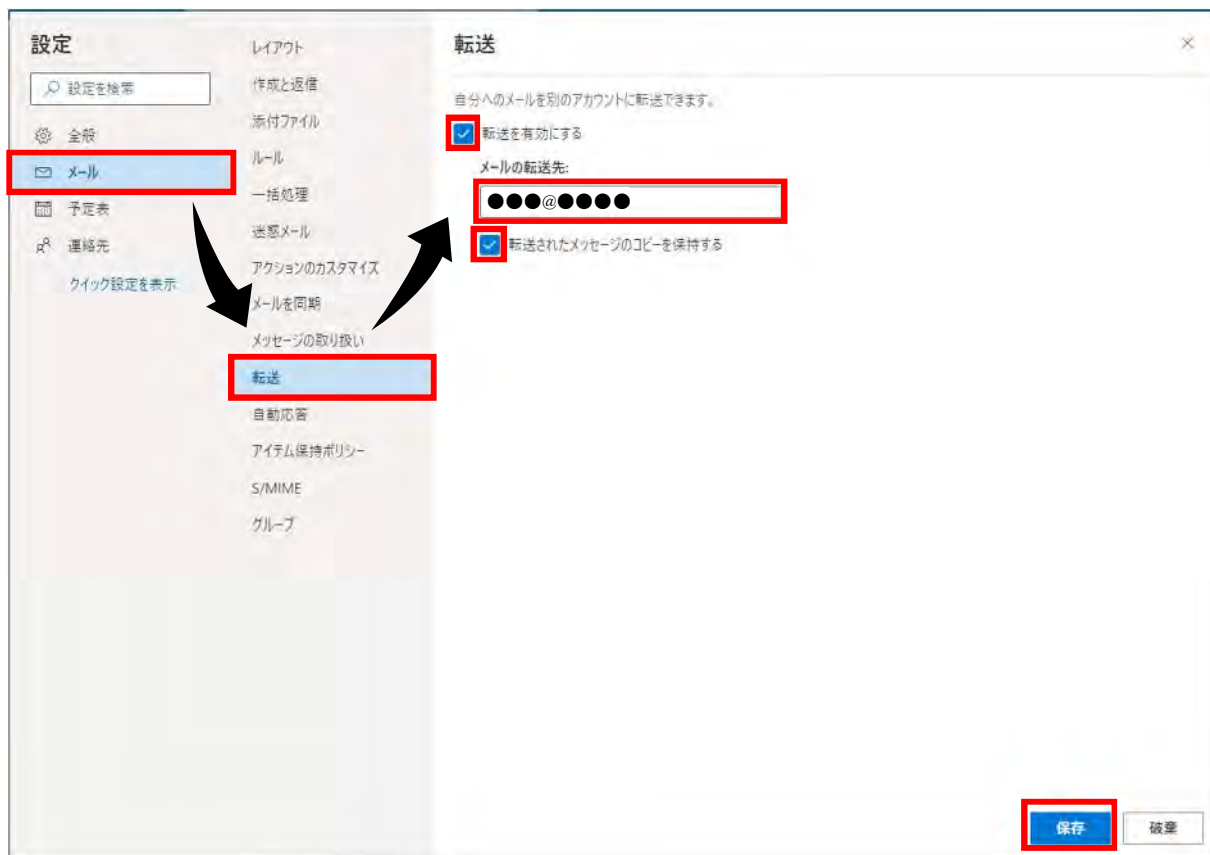 設定
設定を検索
全般
メール
予定表
連絡先
クイック設定を表示
レイアウト
作成と返信
添付ファイル
ルール
一括処理
迷惑メール
アクションのカスタマイズ
メールを同期
メッセージの取り扱い
転送
自動応答
アイテム保持ポリシー
S/MIME
グループ
転送
自分へのメールを別のアカウントに転送できます。
転送を有効にする
メールの転送先:
●●●@●●●●
転送されたメッセージのコピーを保持する
保存
破棄